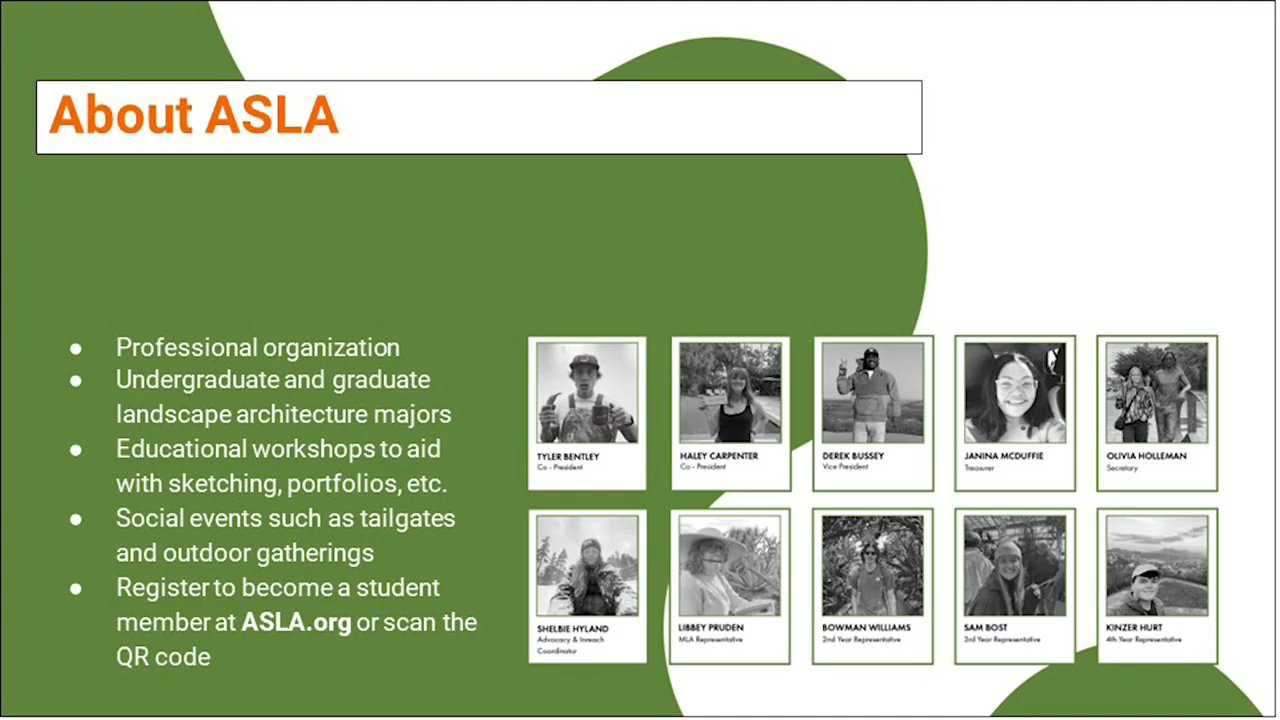 About ASLA
● Professional organization
● Undergraduate and graduate
landscape architecture majors
● Educational workshops to aid
with sketching, portfolios, etc.
● Social events such as tailgates
and outdoor gatherings
● Register to become a student
member at ASLA.org or scan the
QR code
TYLER BENTLEY
Co - President
HALEY CARPENTER
Co - President
DEREK BUSSEY
Vice President
JANINA MCDUFFIE
Treasurer
OLIVIA HOLLEMAN
Secretary
SHELBIE HYLAND
Advocacy & Inreach
Coordinator
LIBBEY PRUDEN
MLA Representative
BOWMAN WILLIAMS
2nd Year Representative
SAM BOST
3rd Year Representative
KINZER HURT
4th Year Representative